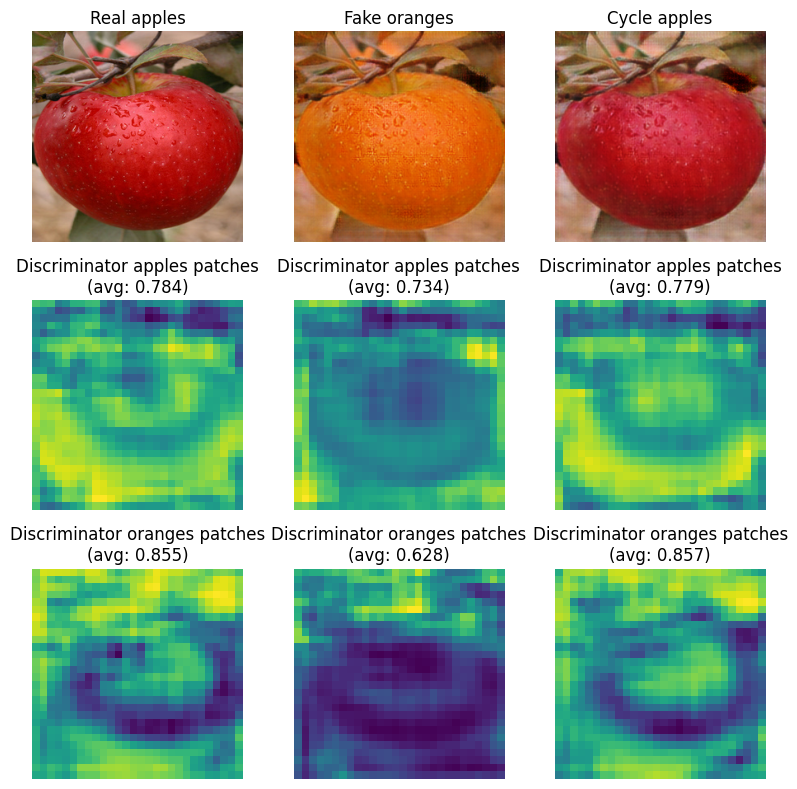 Real apples
Fake oranges
Cycle apples
Discriminator apples patches
(avg: 0.784)
Discriminator apples patches
(avg: 0.734)
Discriminator apples patches
(avg: 0.779)
Discriminator oranges patches
(avg: 0.855)
Discriminator oranges patches
(avg: 0.628)
Discriminator oranges patches
(avg: 0.857)